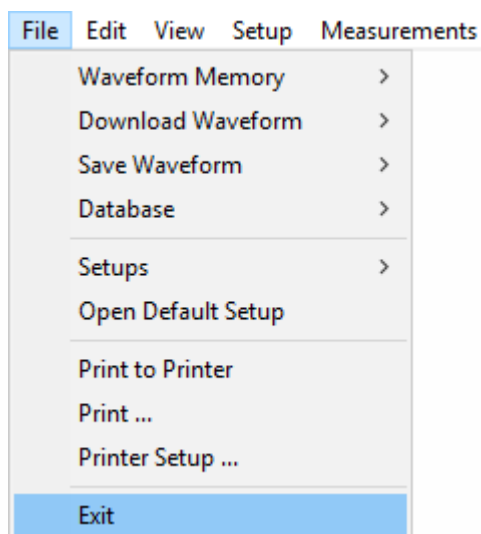 File Edit View Setup Measurements
Waveform Memory >
Download Waveform >
Save Waveform >
Database >
Setups >
Open Default Setup
Print to Printer
Print ...
Printer Setup ...
Exit